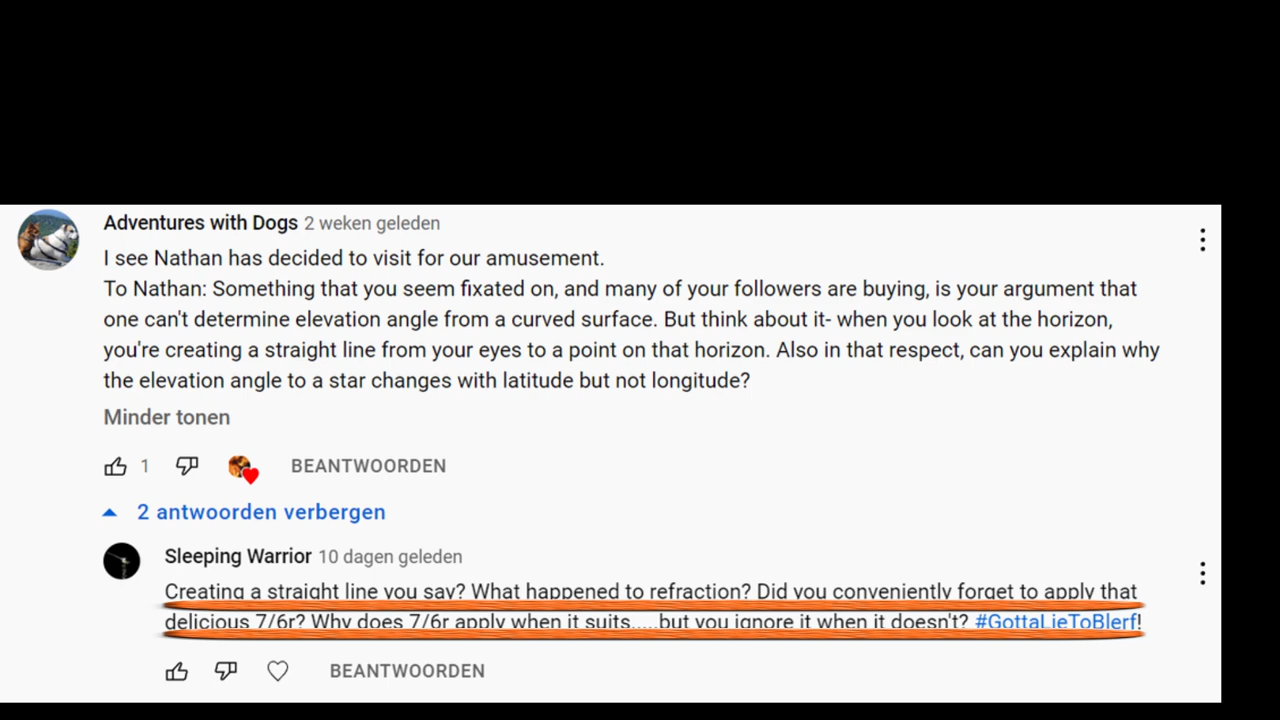 Adventures with Dogs 2 weken geleden
I see Nathan has decided to visit for our amusement.
To Nathan: Something that you seem fixated on, and many of your followers are buying, is your argument that
one can't determine elevation angle from a curved surface. But think about it- when you look at the horizon,
you're creating a straight line from your eyes to a point on that horizon. Also in that respect, can you explain why
the elevation angle to a star changes with latitude but not longitude?
Minder tonen
1 BEANTWOORDEN
2 antwoorden verbergen
Sleeping Warrior 10 dagen geleden
Creating a straight line you say? What happened to refraction? Did you conveniently forget to apply that
delicious 7/6r? Why does 7/6r apply when it suits.....but you ignore it when it doesn't? #GottaLieToBlerf!
BEANTWOORDEN